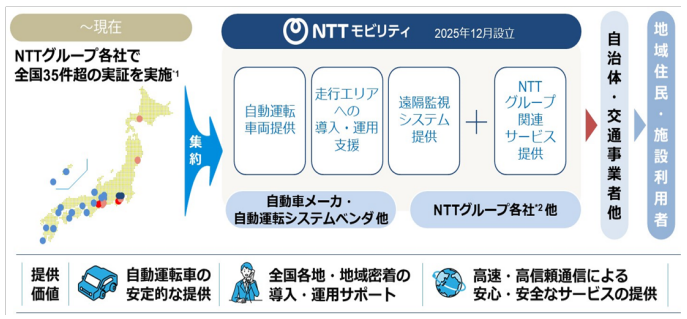 ～現在
NTTグループ各社で
全国35件超の実証を実施*1
集約
NTT モビリティ 2025年12月設立
自動運転
車両提供
走行エリア
への
導入・運用
支援
遠隔監視
システム
提供
＋
NTT
グループ
関連
サービス
提供
自動車メーカ・
自動運転システムベンダ 他
NTTグループ各社*2 他
自治体・交通事業者他
地域住民・施設利用者
提供
価値
自動運転車の
安定的な提供
全国各地・地域密着の
導入・運用サポート
高速・高信頼通信による
安心・安全なサービスの提供